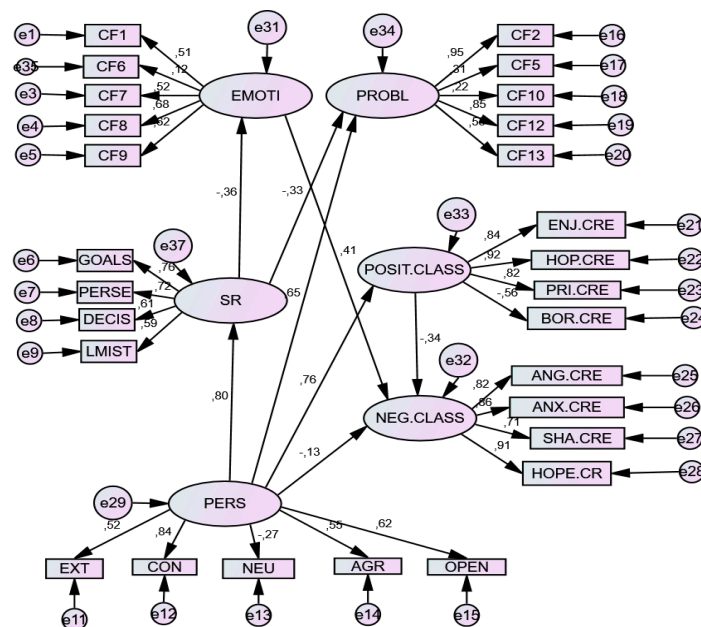 e31
e34
e1
CF1
,51
CF2
e16
,95
e35
CF6
,12
CF5
e17
,31
e3
CF7
,52
EMOTI
PROBL
CF10
e18
,22
e4
CF8
,68
CF12
e19
,85
e5
CF9
,62
CF13
e20
-,36
-,33
,41
e33
ENJ.CRE
e21
,84
e37
e6
GOALS
,76
HOP.CRE
e22
,92
e7
PERSE
,72
SR
POSIT.CLASS
PRI.CRE
e23
,82
e8
DECIS
,61
BOR.CRE
e24
-,56
e9
LMIST
,59
65
-,34
e32
ANG.CRE
e25
,82
,80
,76
ANX.CRE
e26
,86
NEG.CLASS
SHA.CRE
e27
,71
-,13
HOPE.CR
e28
,91
e29
PERS
,52
,84
-,27
,55
,62
EXT
CON
NEU
AGR
OPEN
e11
e12
e13
e14
e15